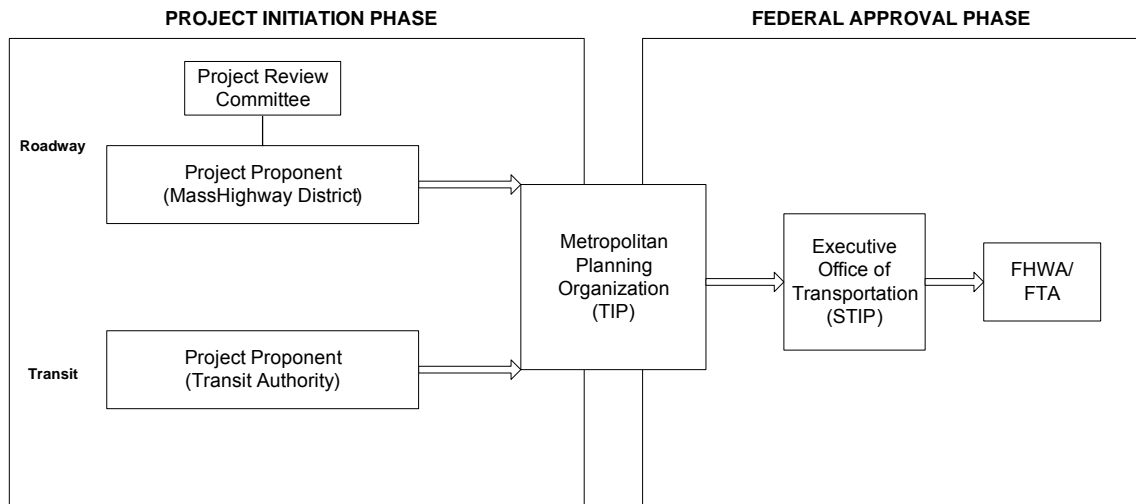 PROJECT INITIATION PHASE
FEDERAL APPROVAL PHASE
Project Review
Committee
Roadway
Project Proponent
(MassHighway District)
Metropolitan
Planning
Organization
(TIP)
Executive
Office of
Transportation
(STIP)
FHWA/
FTA
Transit
Project Proponent
(Transit Authority)